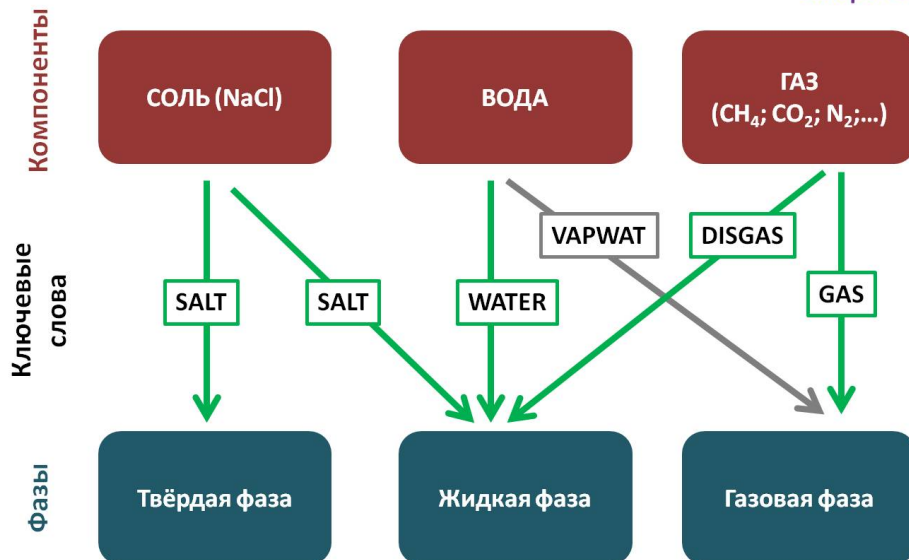 Компоненты
СОЛЬ (NaCl)
ВОДА
ГАЗ
(CH₄; CO₂; N₂;...)
Ключевые
слова
VAPWAT
DISGAS
SALT
SALT
WATER
GAS
Фазы
Твёрдая фаза
Жидкая фаза
Газовая фаза